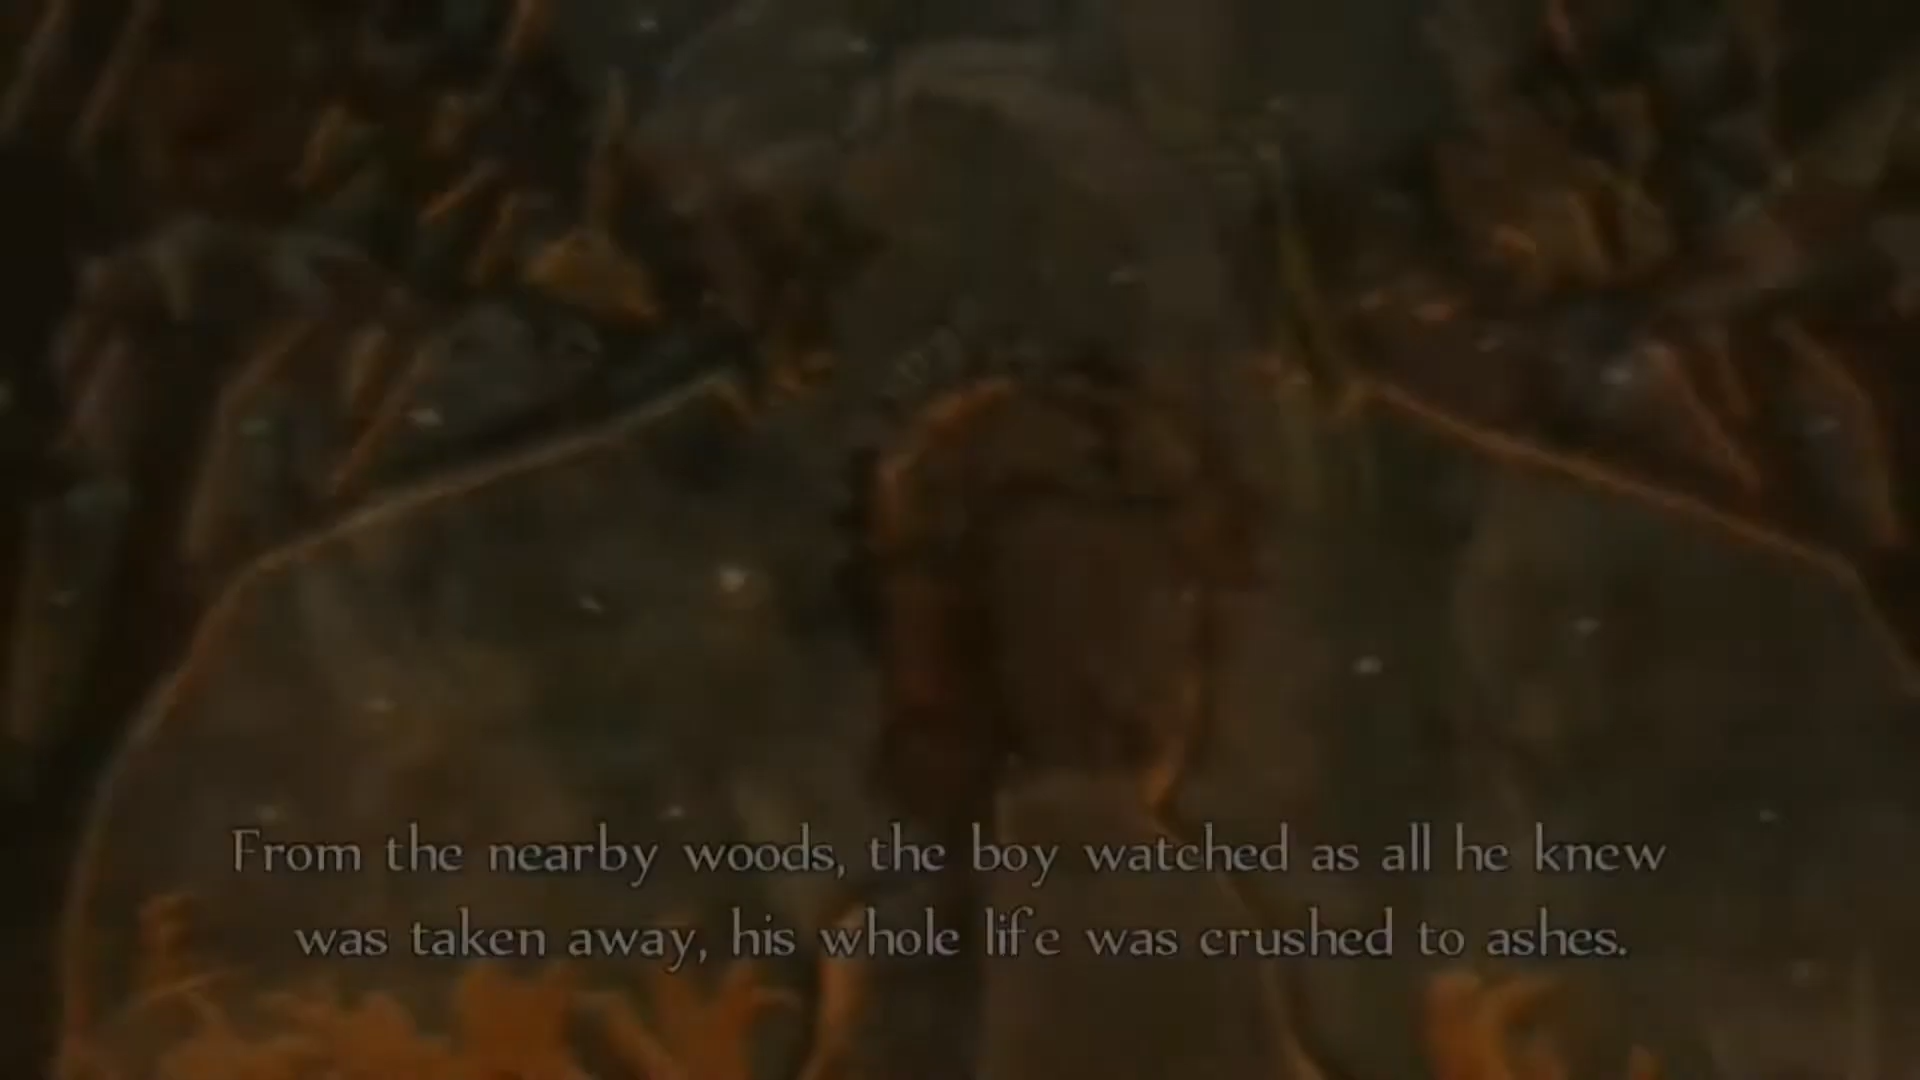 From the nearby woods, the boy watched as all he knew
was taken away, his whole life was crushed to ashes.